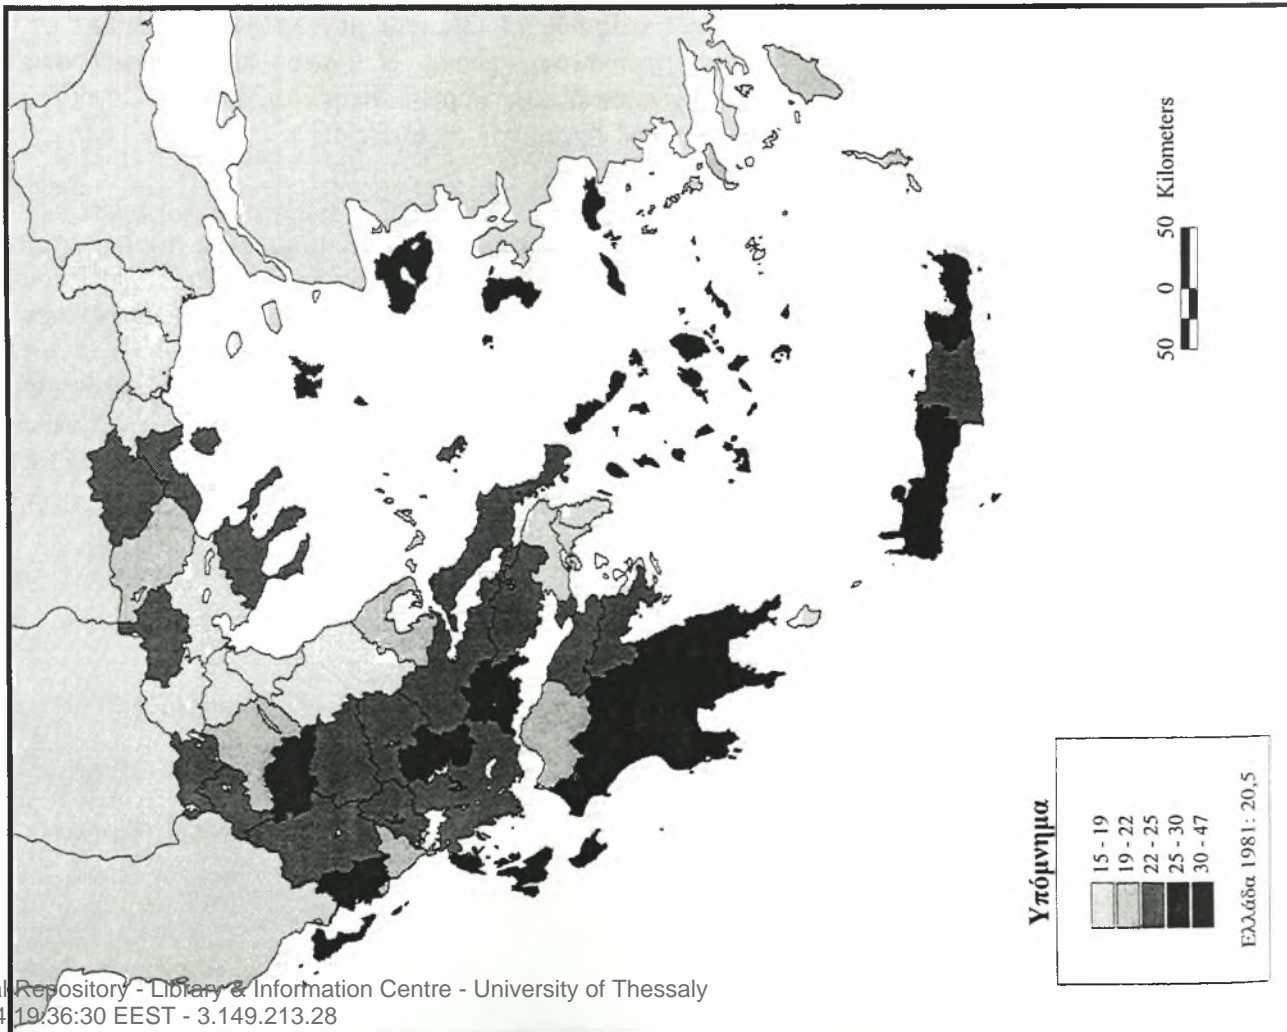 50 0 50 Kilometers
Υπόμνημα
15 - 19
19 - 22
22 - 25
25 - 30
30 - 47
Ελλάδα 1981: 20,5
Repository - Library & Information Centre - University of Thessaly
19:36:30 EEST - 3.149.213.28